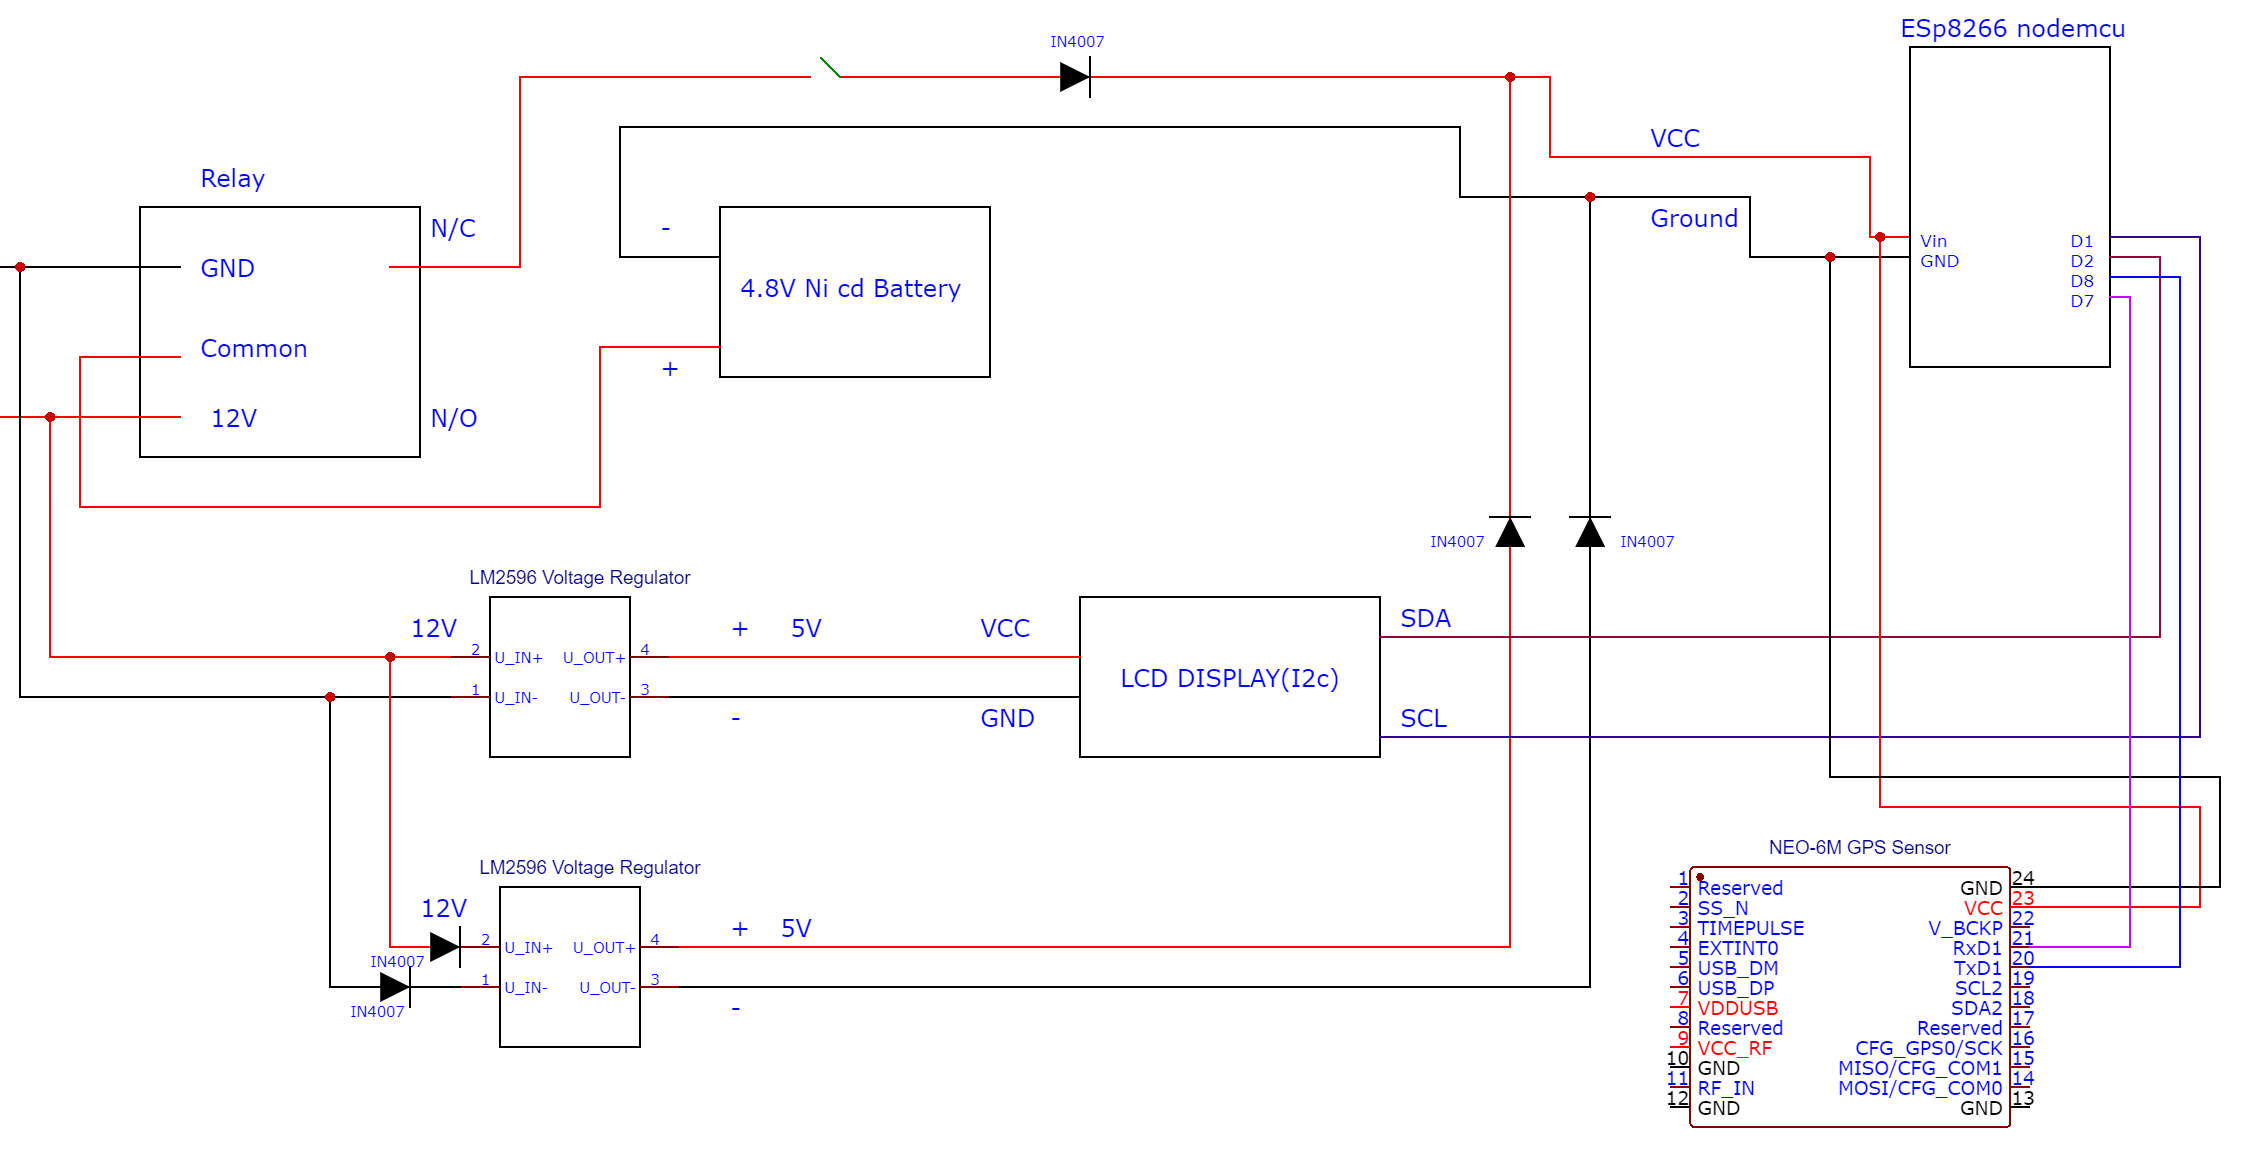 ESp8266 nodemcu
IN4007
VCC
Relay
N/C
-
Ground
GND
4.8V Ni cd Battery
Vin
GND
D1
D2
D8
D7
Common
+
12V
N/O
IN4007
IN4007
LM2596 Voltage Regulator
12V
+ 5V
VCC
SDA
2
U_IN+
U_OUT+
4
1
U_IN-
U_OUT-
3
LCD DISPLAY(I2c)
-
GND
SCL
LM2596 Voltage Regulator
12V
+ 5V
2
U_IN+
U_OUT+
4
IN4007
1
U_IN-
U_OUT-
3
IN4007
-
NEO-6M GPS Sensor
1 Reserved
2 SS_N
3 TIMEPULSE
4 EXTINT0
5 USB_DM
6 USB_DP
7 VDDUSB
8 Reserved
9 VCC_RF
10 GND
11 RF_IN
12 GND
GND 24
VCC 23
V_BCKP 22
RxD1 21
TxD1 20
SCL2 19
SDA2 18
Reserved 17
CFG_GPS0/SCK 16
MISO/CFG_COM1 15
MOSI/CFG_COM0 14
GND 13